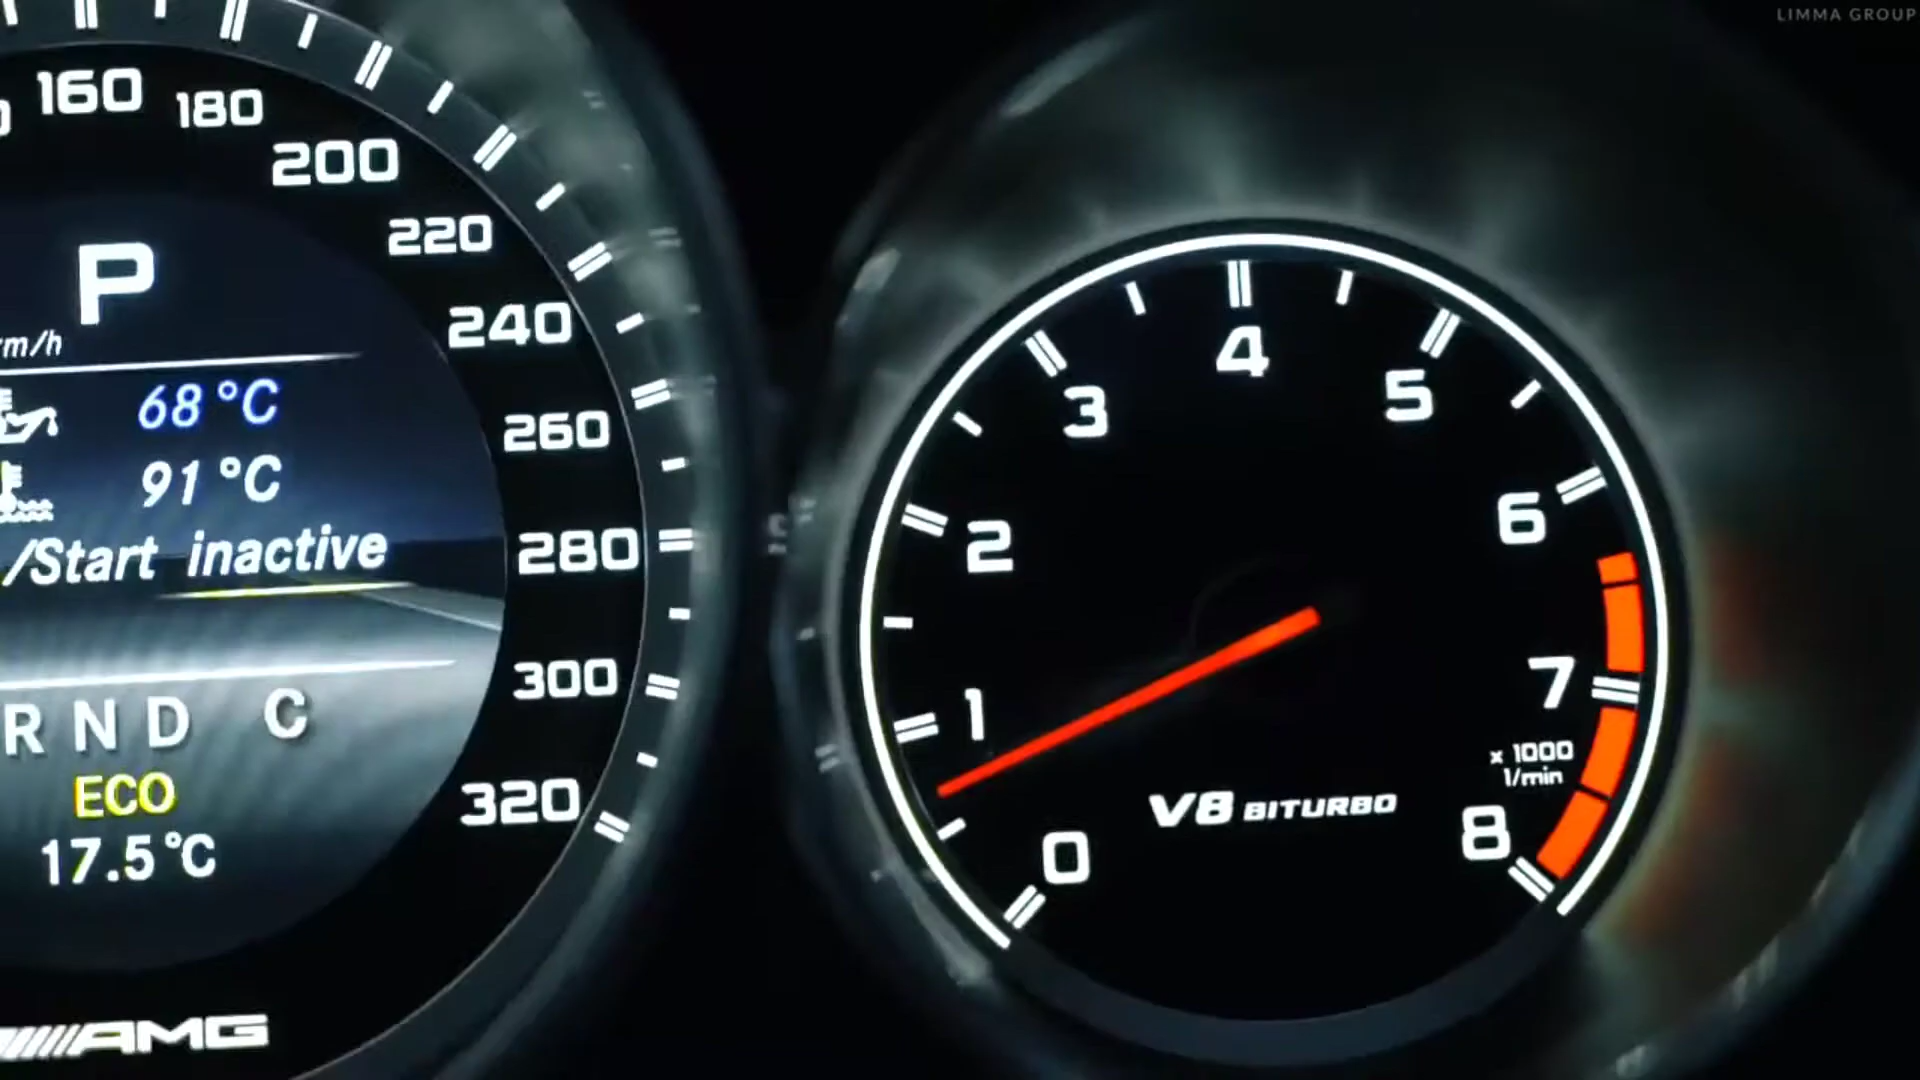 LIMMA GROUP
160
180
200
220
240
260
280
300
320
P
km/h
68 °C
91 °C
/Start inactive
R N D C
ECO
17.5 °C
AMG
0
1
2
3
4
5
6
7
8
x 1000
1/min
V8 BITURBO